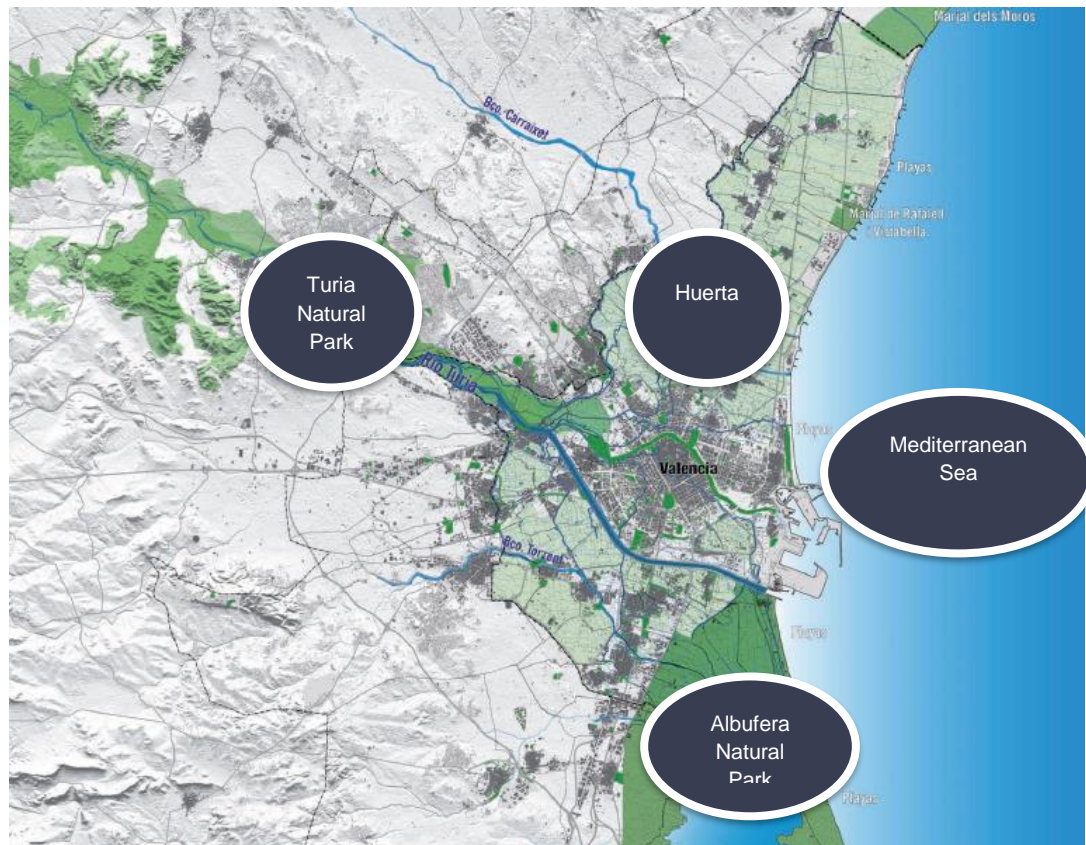 Marjal dels Moros
Bco. Carraixet
Playas
Marjal de Rafalell
Vistabella.
Turia
Natural
Park
Huerta
Río Turia
Playas
Mediterranean
Sea
Valencia
Bco. Torrent
Playas
Albufera
Natural
Park
Playas